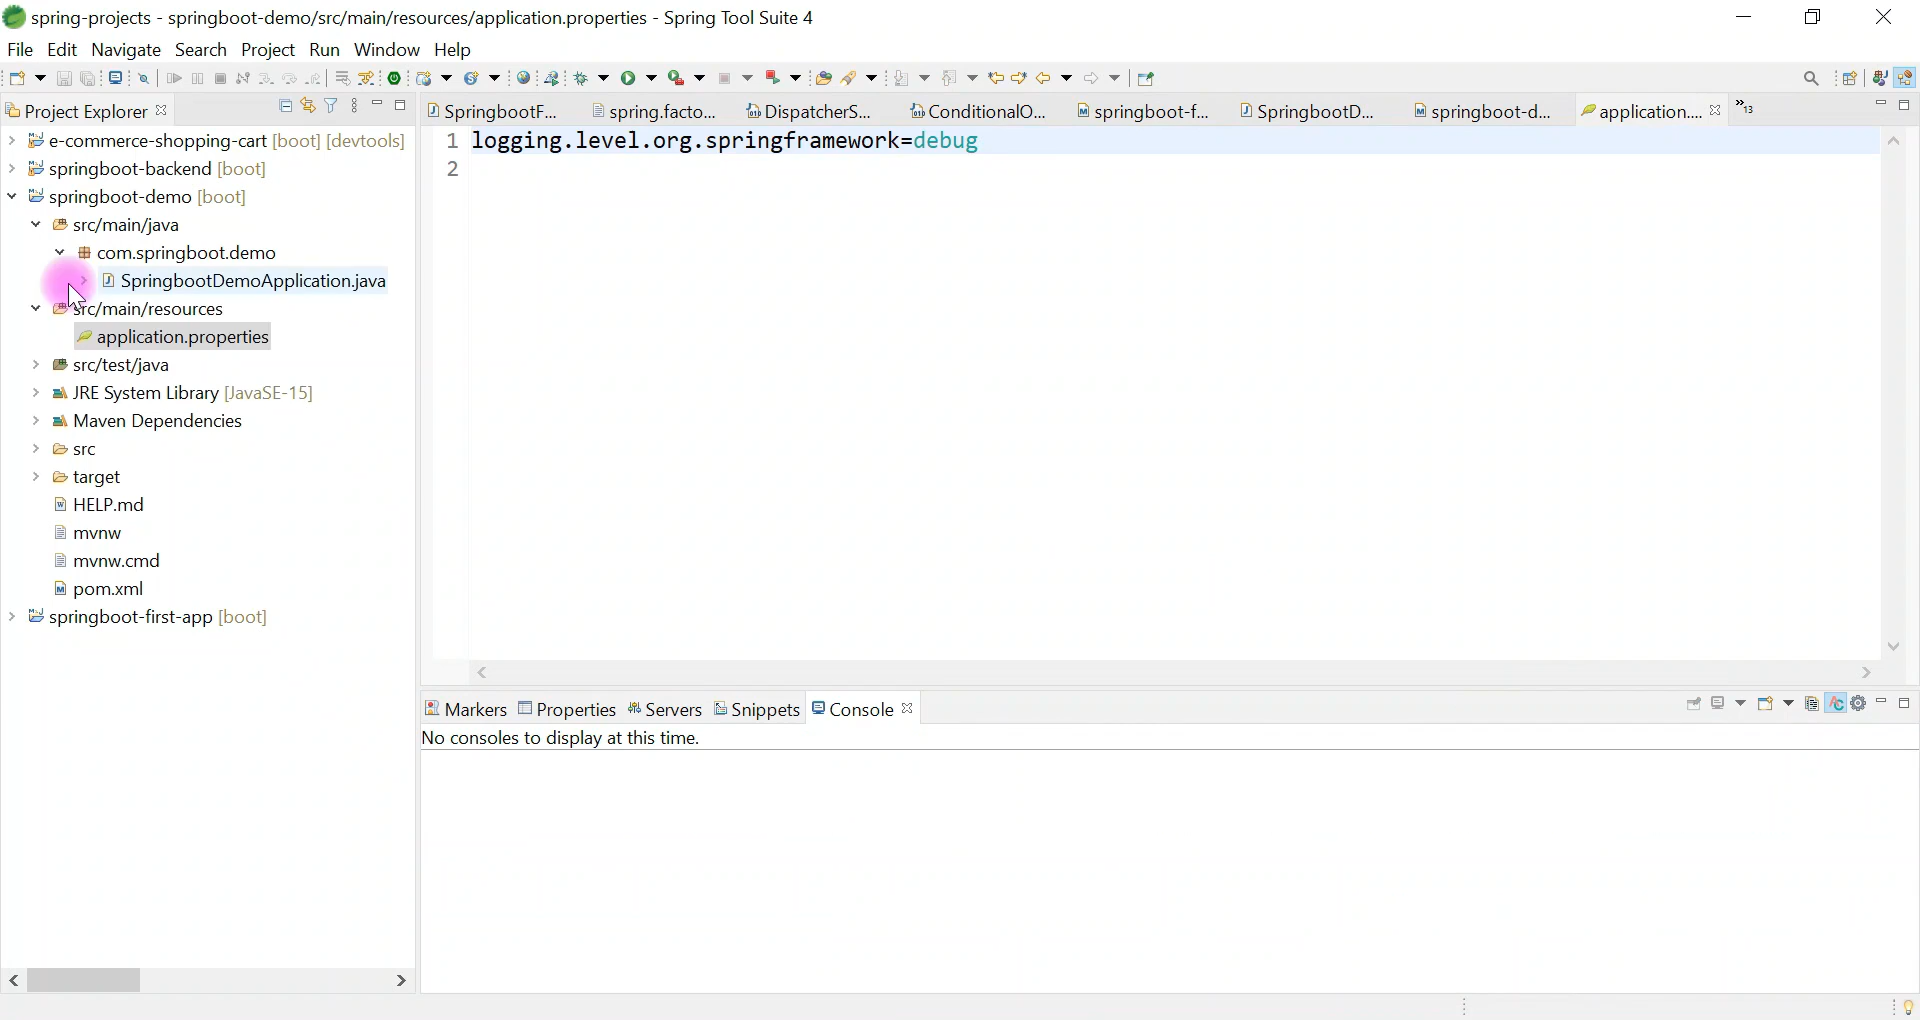 spring-projects - springboot-demo/src/main/resources/application.properties - Spring Tool Suite 4
File Edit Navigate Search Project Run Window Help
Project Explorer
SpringbootF... spring.facto... DispatcherS... ConditionalO... springboot-f... SpringbootD... springboot-d... application.... »13
e-commerce-shopping-cart [boot] [devtools]
springboot-backend [boot]
springboot-demo [boot]
src/main/java
com.springboot.demo
SpringbootDemoApplication.java
src/main/resources
application.properties
src/test/java
JRE System Library [JavaSE-15]
Maven Dependencies
src
target
HELP.md
mvnw
mvnw.cmd
pom.xml
springboot-first-app [boot]
1 logging.level.org.springframework=debug
2
Markers Properties Servers Snippets Console
No consoles to display at this time.